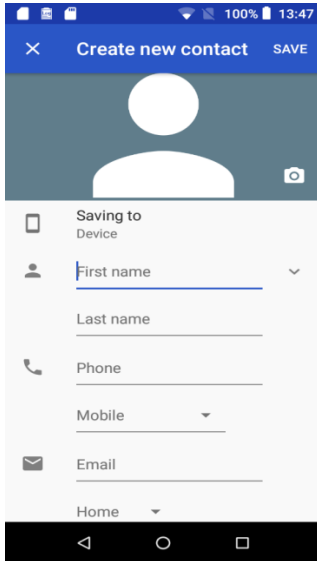 100% 13:47
Create new contact SAVE
Saving to
Device
First name
Last name
Phone
Mobile
Email
Home